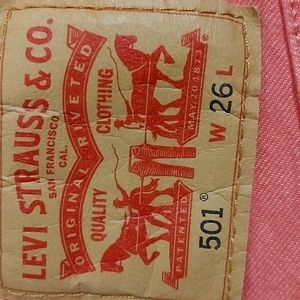 LEVI STRAUSS & CO.
SAN FRANCISCO
CAL.
ORIGINAL RIVETED
QUALITY CLOTHING
PATENTED
MAY 20 1873
501®
W 26 L